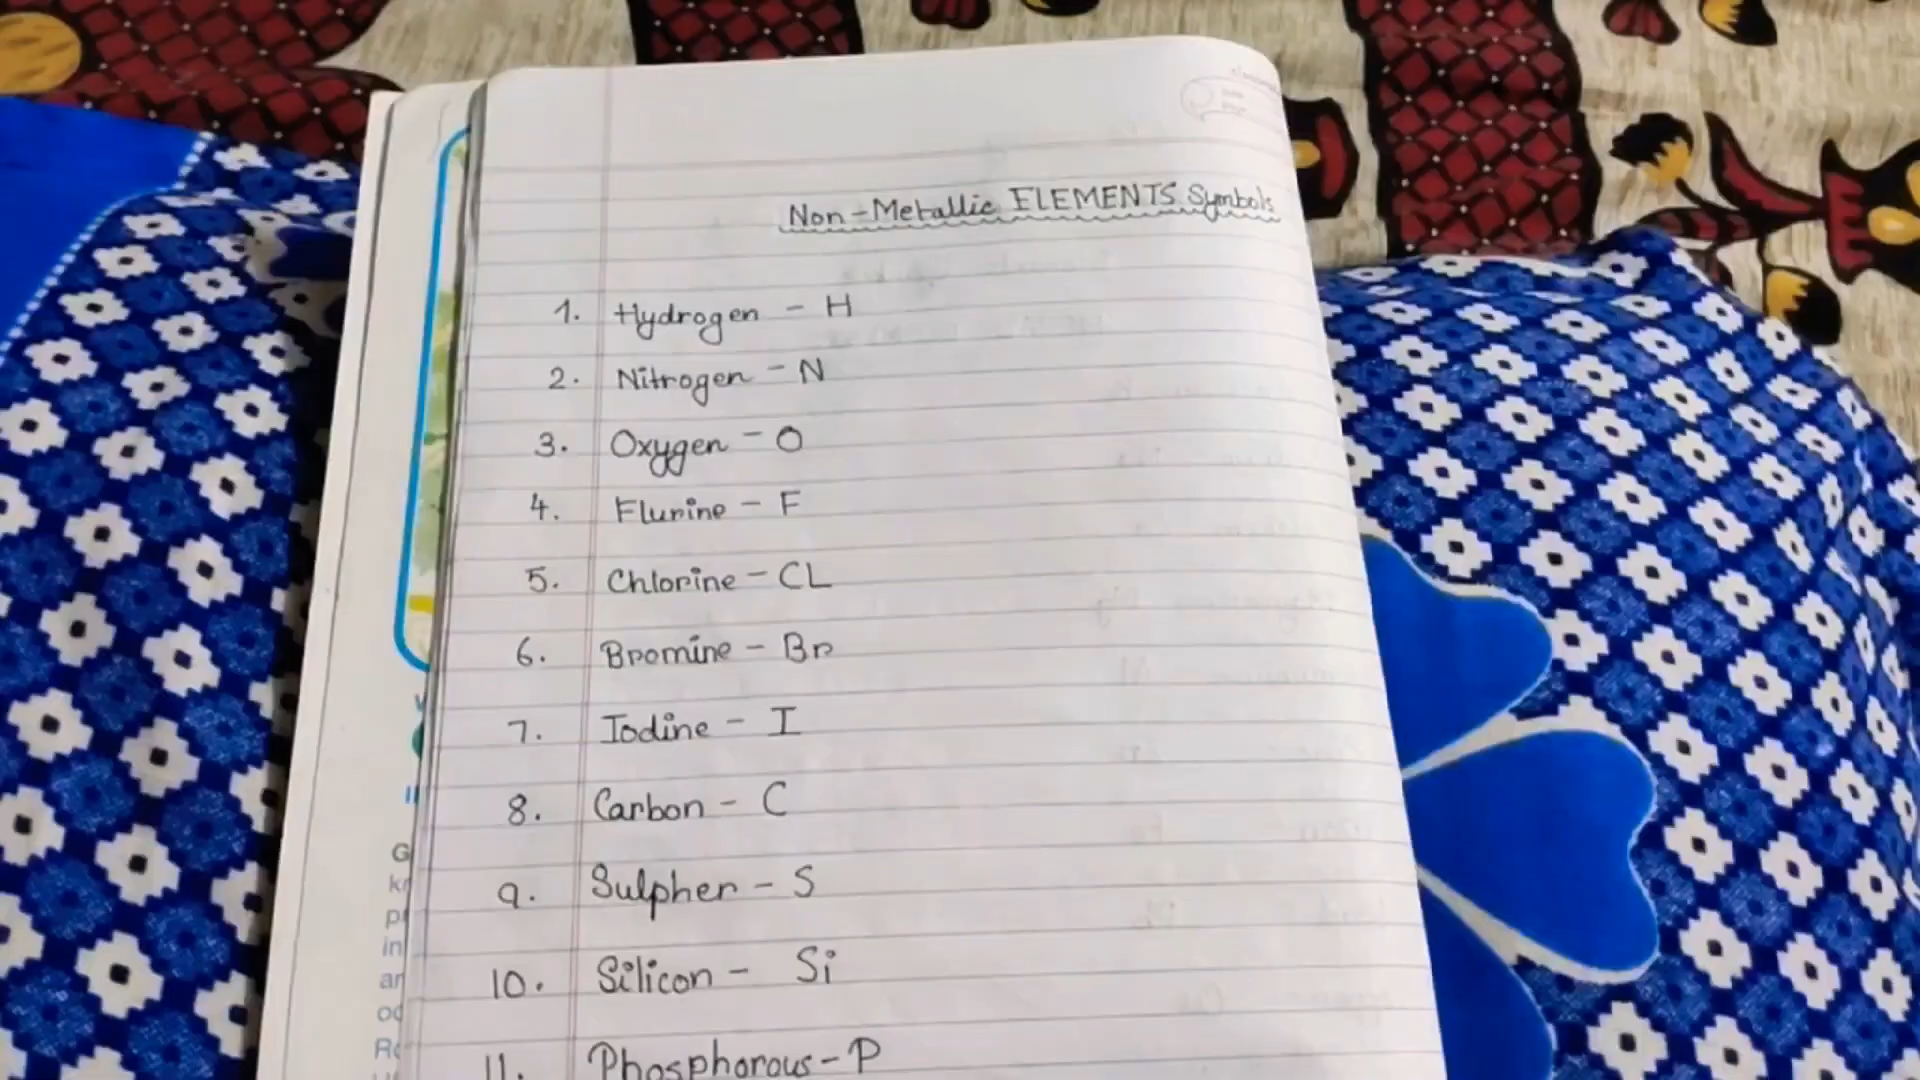 Non-Metallic ELEMENTS Symbols
1. Hydrogen - H
2. Nitrogen - N
3. Oxygen - O
4. Flurine - F
5. Chlorine - CL
6. Bromine - Br
7. Iodine - I
8. Carbon - C
9. Sulpher - S
10. Silicon - Si
11. Phosphorous - P